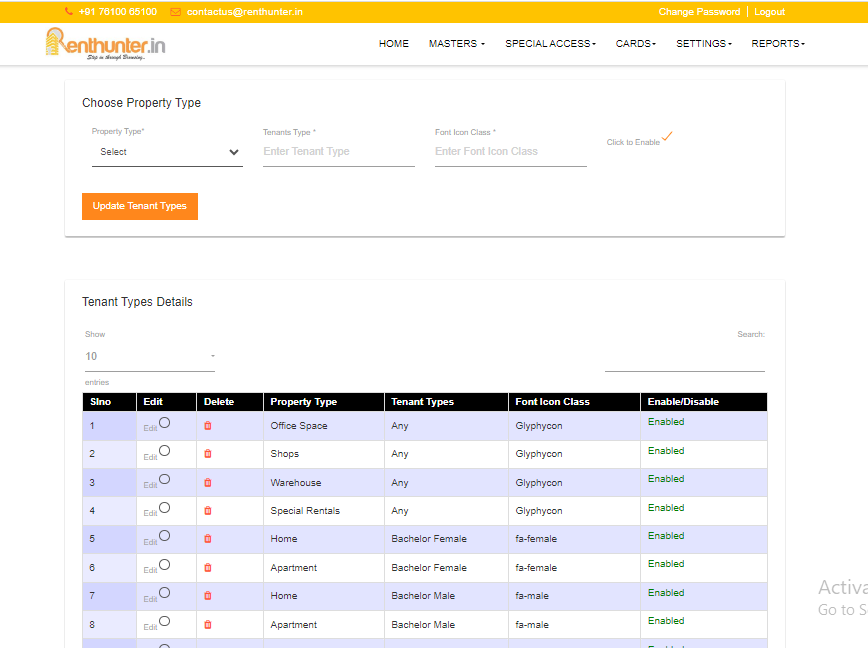 +91 76100 65100 contactus@renthunter.in Change Password Logout
Renthunter.in
Step in through Browsing..
HOME MASTERS SPECIAL ACCESS CARDS SETTINGS REPORTS
Choose Property Type
Property Type* Tenants Type * Font Icon Class * Click to Enable
Select Enter Tenant Type Enter Font Icon Class
Update Tenant Types
Tenant Types Details
Show Search:
10
entries
Slno Edit Delete Property Type Tenant Types Font Icon Class Enable/Disable
1 Edit Office Space Any Glyphycon Enabled
2 Edit Shops Any Glyphycon Enabled
3 Edit Warehouse Any Glyphycon Enabled
4 Edit Special Rentals Any Glyphycon Enabled
5 Edit Home Bachelor Female fa-female Enabled
6 Edit Apartment Bachelor Female fa-female Enabled
7 Edit Home Bachelor Male fa-male Enabled
8 Edit Apartment Bachelor Male fa-male Enabled
Activa
Go to S